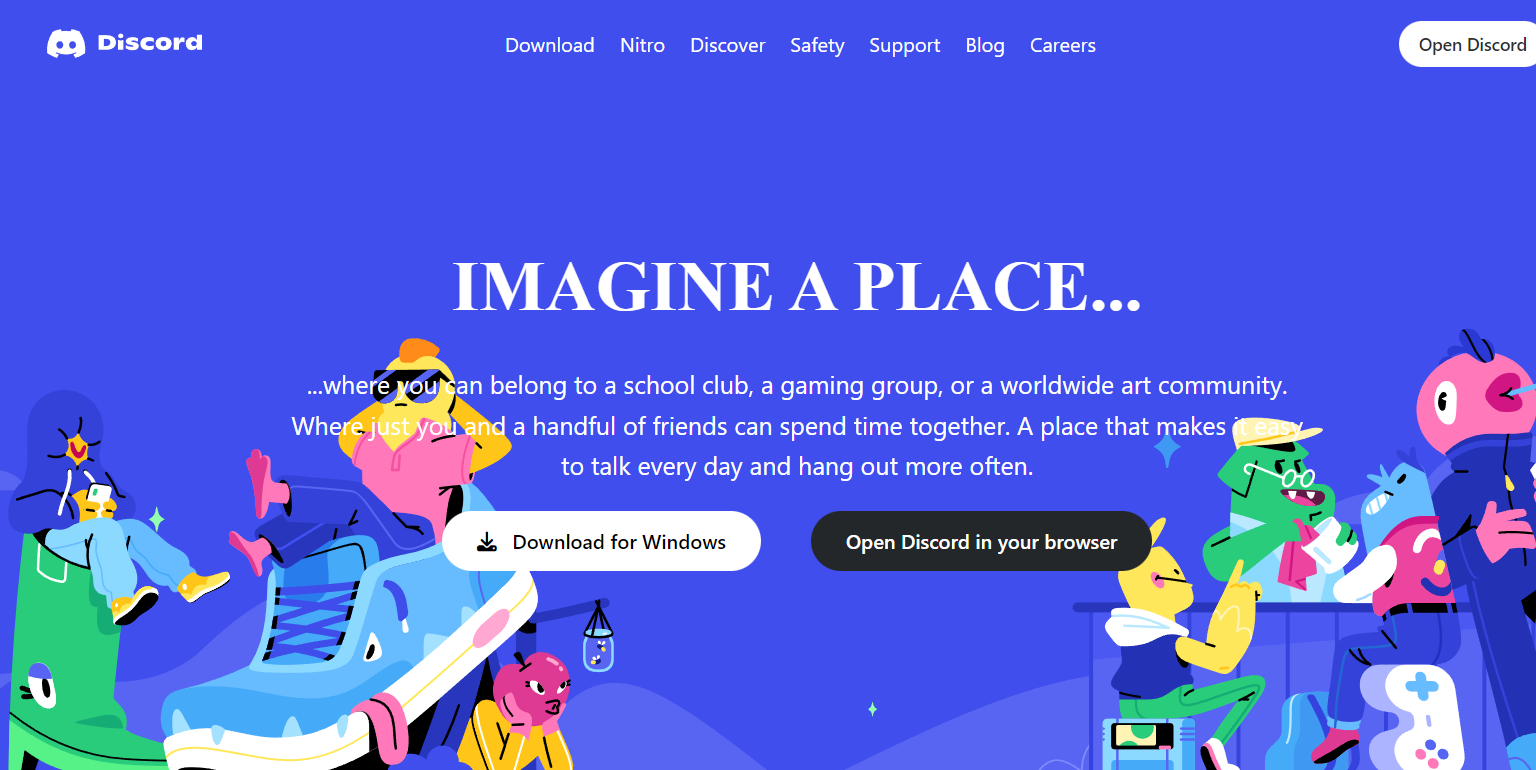 Discord
Download Nitro Discover Safety Support Blog Careers
Open Discord
IMAGINE A PLACE...
...where you can belong to a school club, a gaming group, or a worldwide art community.
Where just you and a handful of friends can spend time together. A place that makes it easy
to talk every day and hang out more often.
Download for Windows
Open Discord in your browser